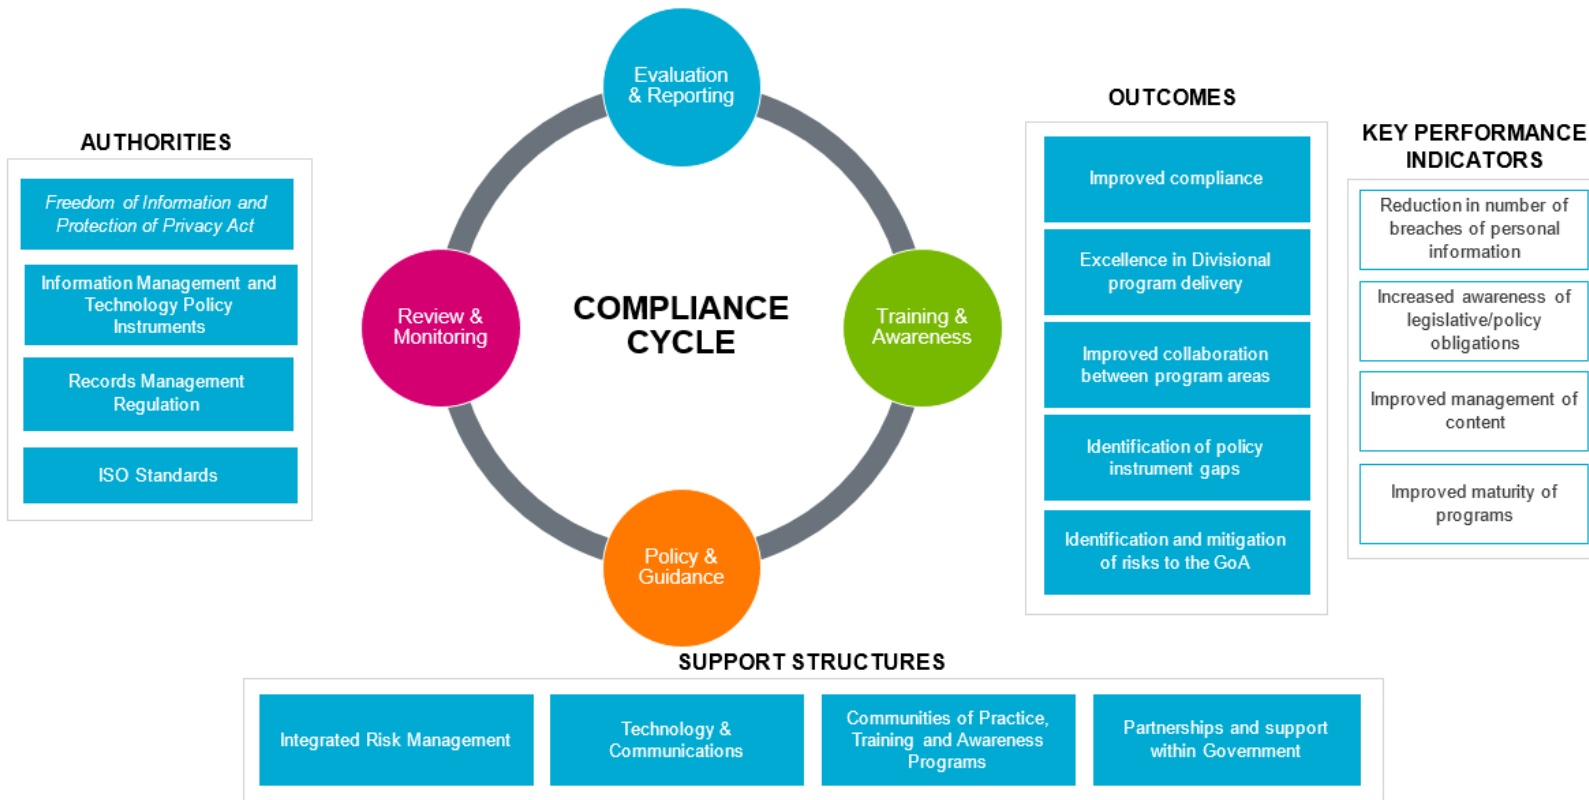 AUTHORITIES
Freedom of Information and
Protection of Privacy Act
Information Management and
Technology Policy
Instruments
Records Management
Regulation
ISO Standards
Evaluation
& Reporting
Review &
Monitoring
COMPLIANCE
CYCLE
Training &
Awareness
Policy &
Guidance
OUTCOMES
Improved compliance
Excellence in Divisional
program delivery
Improved collaboration
between program areas
Identification of policy
instrument gaps
Identification and mitigation
of risks to the GoA
KEY PERFORMANCE
INDICATORS
Reduction in number of
breaches of personal
information
Increased awareness of
legislative/policy
obligations
Improved management of
content
Improved maturity of
programs
SUPPORT STRUCTURES
Integrated Risk Management
Technology &
Communications
Communities of Practice,
Training and Awareness
Programs
Partnerships and support
within Government